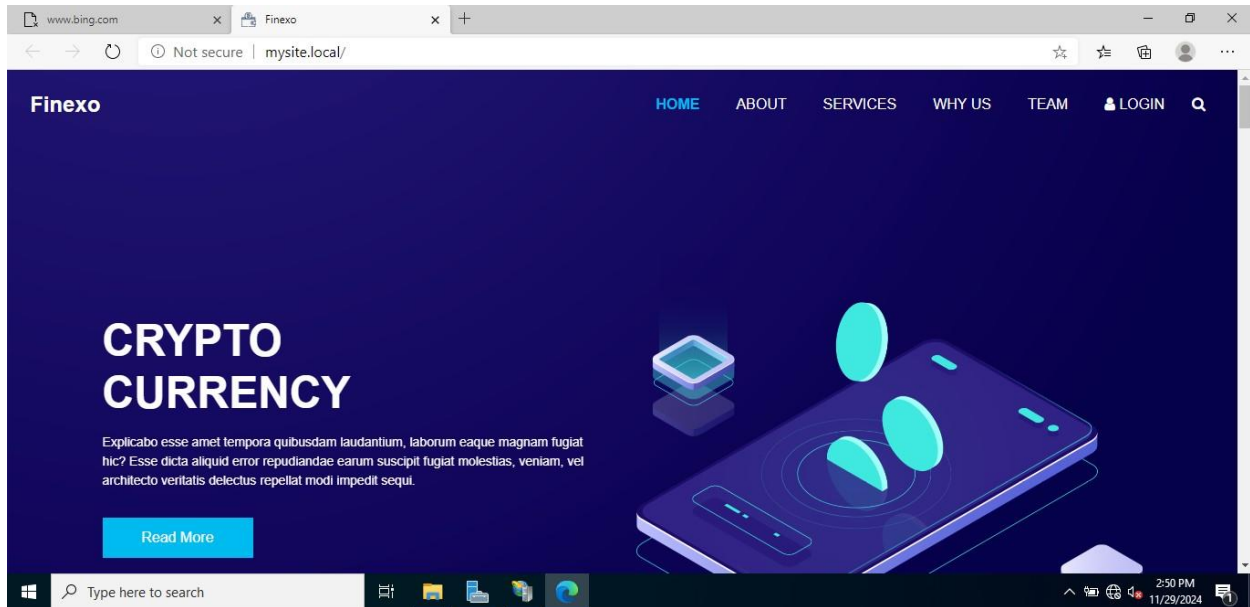 www.bing.com
Finexo
Not secure | mysite.local/
Finexo
HOME ABOUT SERVICES WHY US TEAM LOGIN
CRYPTO
CURRENCY
Explicabo esse amet tempora quibusdam laudantium, laborum eaque magnam fugiat
hic? Esse dicta aliquid error repudiandae earum suscipit fugiat molestias, veniam, vel
architecto veritatis delectus repellat modi impedit sequi.
Read More
Type here to search
2:50 PM
11/29/2024
1